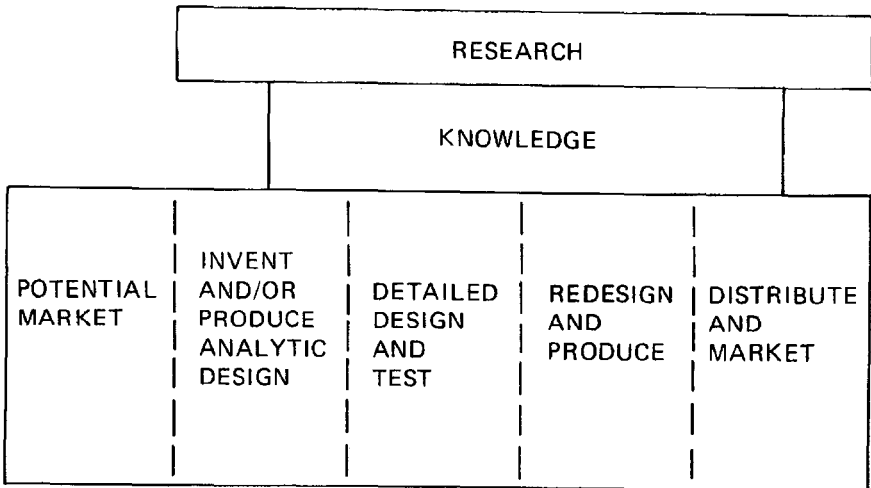 RESEARCH
KNOWLEDGE
POTENTIAL
MARKET
INVENT
AND/OR
PRODUCE
ANALYTIC
DESIGN
DETAILED
DESIGN
AND
TEST
REDESIGN
AND
PRODUCE
DISTRIBUTE
AND
MARKET